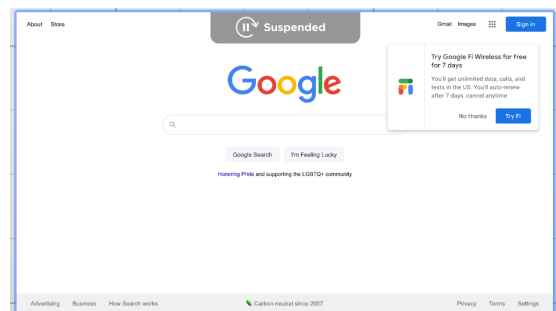 About Store
Suspended
Gmail Images
Sign in
Try Google Fi Wireless for free
for 7 days
You'll get unlimited data, calls, and
texts in the US. You'll auto-renew
after 7 days, cancel anytime
No thanks Try Fi
Google
Google Search I'm Feeling Lucky
Honoring Pride and supporting the LGBTQ+ community
Advertising Business How Search works
Carbon neutral since 2007
Privacy Terms Settings